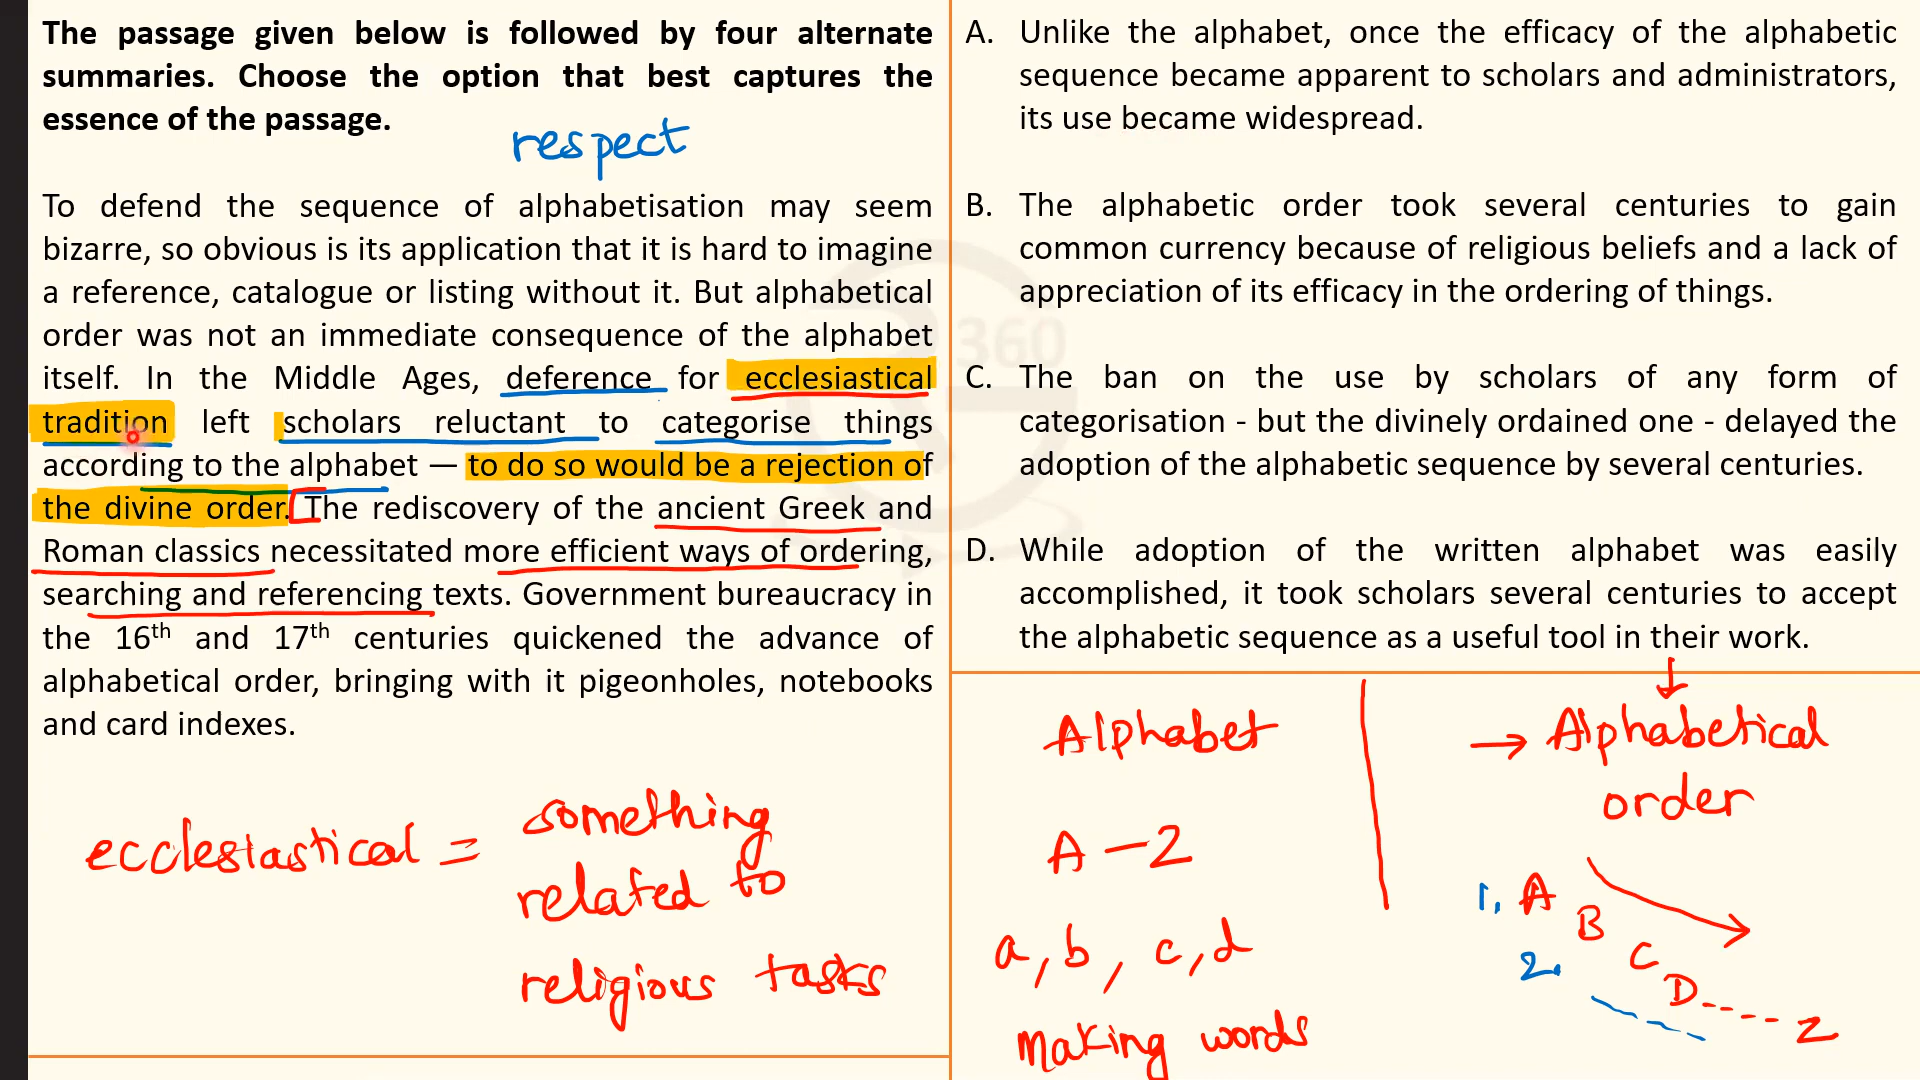 The passage given below is followed by four alternate
summaries. Choose the option that best captures the
essence of the passage.
respect
To defend the sequence of alphabetisation may seem
bizarre, so obvious is its application that it is hard to imagine
a reference, catalogue or listing without it. But alphabetical
order was not an immediate consequence of the alphabet
itself. In the Middle Ages, deference for ecclesiastical
tradition left scholars reluctant to categorise things
according to the alphabet — to do so would be a rejection of
the divine order. The rediscovery of the ancient Greek and
Roman classics necessitated more efficient ways of ordering,
searching and referencing texts. Government bureaucracy in
the 16th and 17th centuries quickened the advance of
alphabetical order, bringing with it pigeonholes, notebooks
and card indexes.
ecclesiastical = something
related to
religious tasks
A. Unlike the alphabet, once the efficacy of the alphabetic
sequence became apparent to scholars and administrators,
its use became widespread.
B. The alphabetic order took several centuries to gain
common currency because of religious beliefs and a lack of
appreciation of its efficacy in the ordering of things.
C. The ban on the use by scholars of any form of
categorisation - but the divinely ordained one - delayed the
adoption of the alphabetic sequence by several centuries.
D. While adoption of the written alphabet was easily
accomplished, it took scholars several centuries to accept
the alphabetic sequence as a useful tool in their work.
Alphabet
A - Z
a, b, c, d
Making words
→ Alphabetical
order
1. A
B
2. C
D ---- Z
360